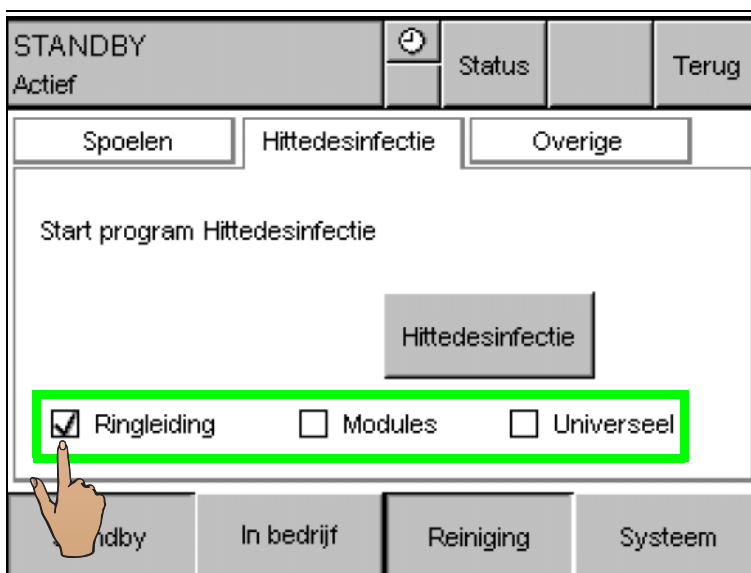 STANDBY
Actief
Status
Terug
Spoelen
Hittedesinfectie
Overige
Start program Hittedesinfectie
Hittedesinfectie
Ringleiding
Modules
Universeel
In bedrijf
Reiniging
Systeem